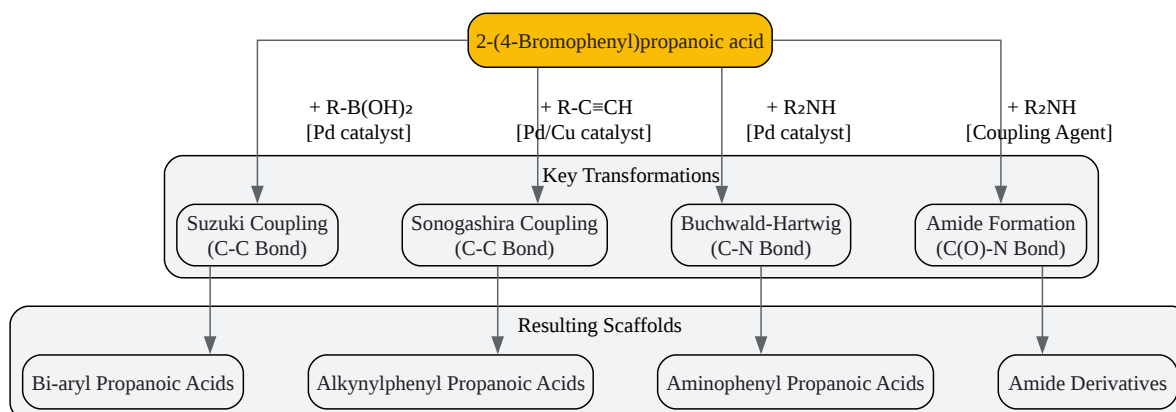 2-(4-Bromophenyl)propanoic acid
+ R-B(OH)₂
[Pd catalyst]
+ R-C≡CH
[Pd/Cu catalyst]
+ R₂NH
[Pd catalyst]
+ R₂NH
[Coupling Agent]
Key Transformations
Suzuki Coupling
(C-C Bond)
Sonogashira Coupling
(C-C Bond)
Buchwald-Hartwig
(C-N Bond)
Amide Formation
(C(O)-N Bond)
Resulting Scaffolds
Bi-aryl Propanoic Acids
Alkynylphenyl Propanoic Acids
Aminophenyl Propanoic Acids
Amide Derivatives